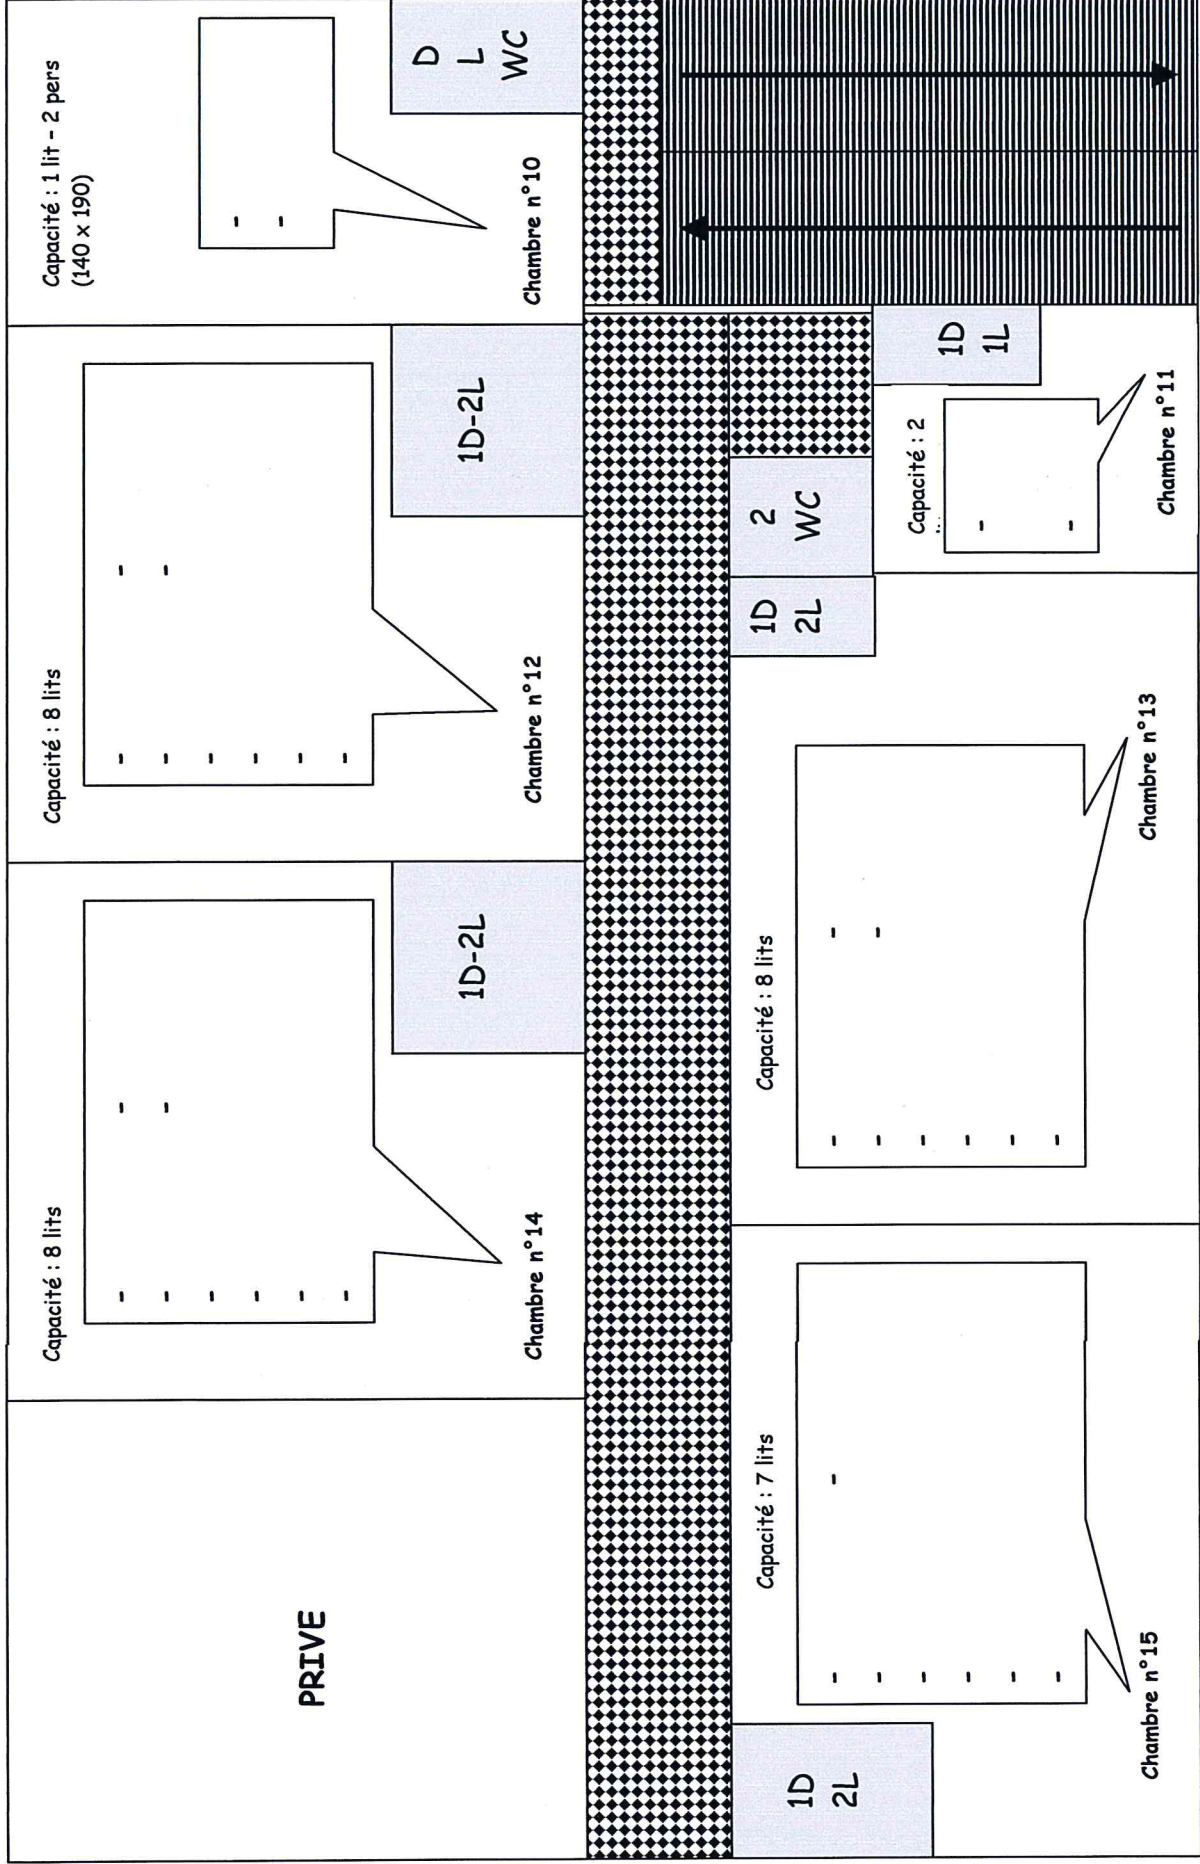 PRIVE
Capacité : 8 lits
-
-
-
-
-
-
-
-
Chambre n°14
1D-2L
Capacité : 8 lits
-
-
-
-
-
-
-
-
Chambre n°12
1D-2L
Capacité : 1 lit - 2 pers
(140 x 190)
-
-
Chambre n°10
D
L
WC
1D
2L
Capacité : 7 lits
-
-
-
-
-
-
-
Chambre n°15
Capacité : 8 lits
-
-
-
-
-
-
-
-
Chambre n°13
1D
2L
2
WC
Capacité : 2
-
-
Chambre n°11
1D
1L